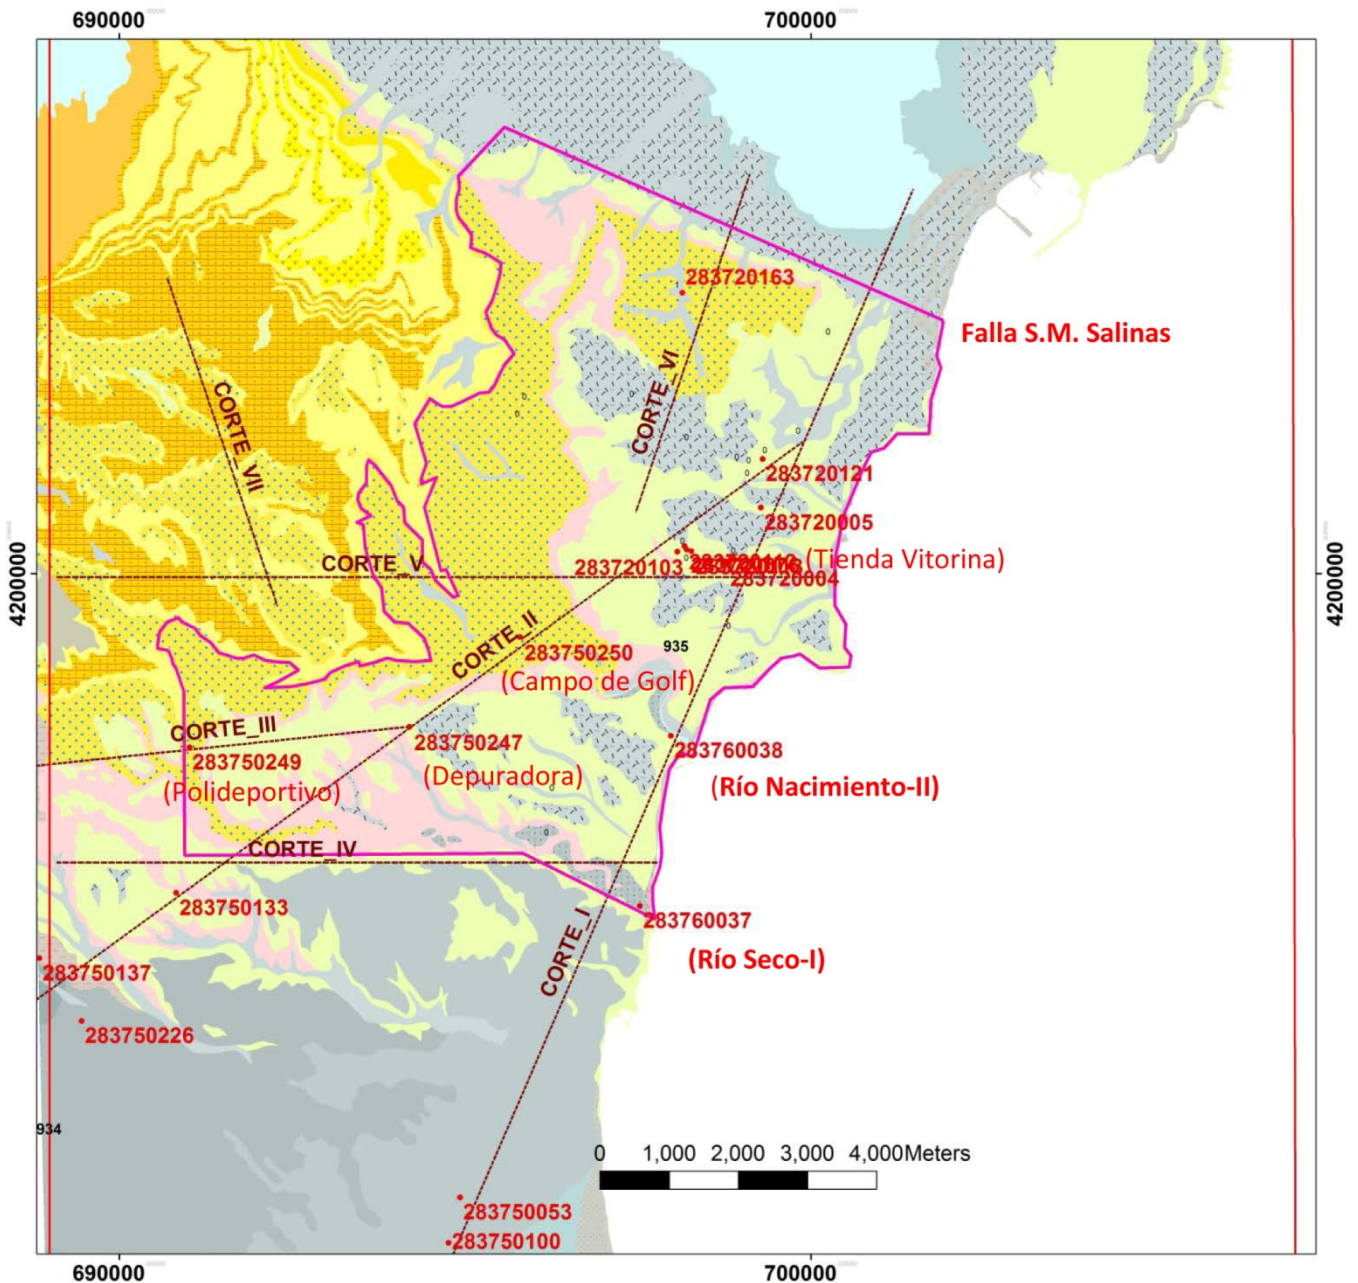 690000
700000
283720163
Falla S.M. Salinas
CORTE_VI
CORTE_VII
283720121
283720005
(Tienda Vitorina)
283720103
283720004
4200000
4200000
CORTE_V
CORTE_II
935
283750250
(Campo de Golf)
CORTE_III
283750247
283760038
283750249
(Depuradora)
(Polideportivo)
(Río Nacimiento-II)
CORTE_IV
283750133
283760037
CORTE_I
(Río Seco-I)
283750137
283750226
934
0 1,000 2,000 3,000 4,000Meters
283750053
283750100
690000
700000